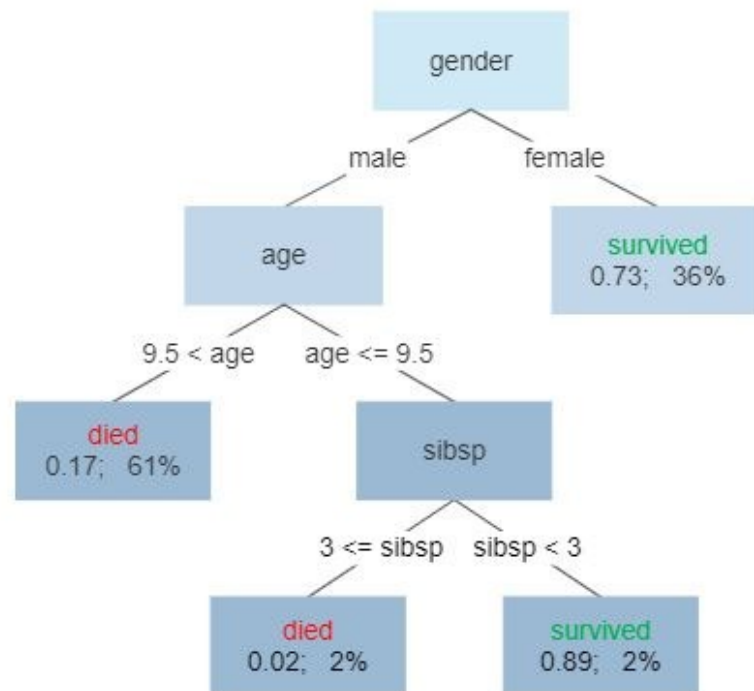 gender
male
female
age
survived
0.73; 36%
9.5 < age
age <= 9.5
died
0.17; 61%
sibsp
3 <= sibsp
sibsp < 3
died
0.02; 2%
survived
0.89; 2%